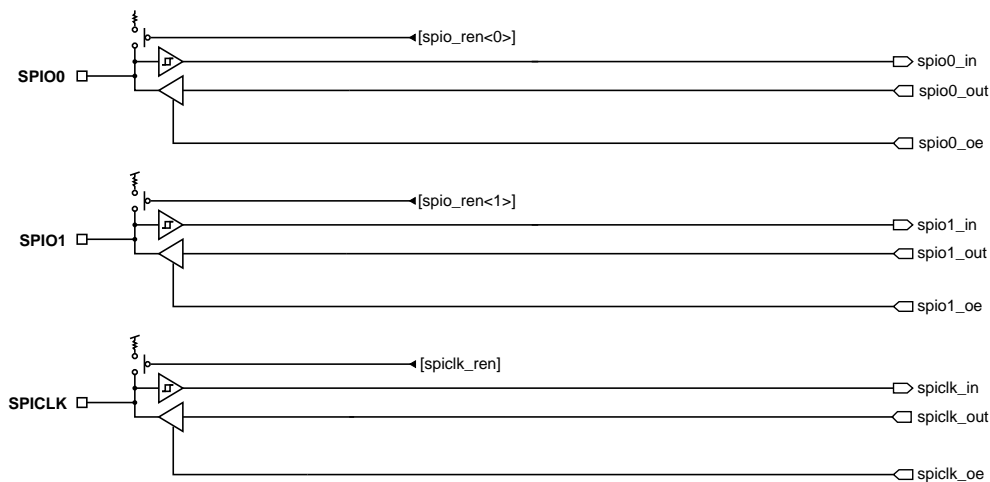 [spio_ren<0>]
spio0_in
SPIO0
spio0_out
spio0_oe
[spio_ren<1>]
spio1_in
SPIO1
spio1_out
spio1_oe
[spiclk_ren]
spiclk_in
SPICLK
spiclk_out
spiclk_oe